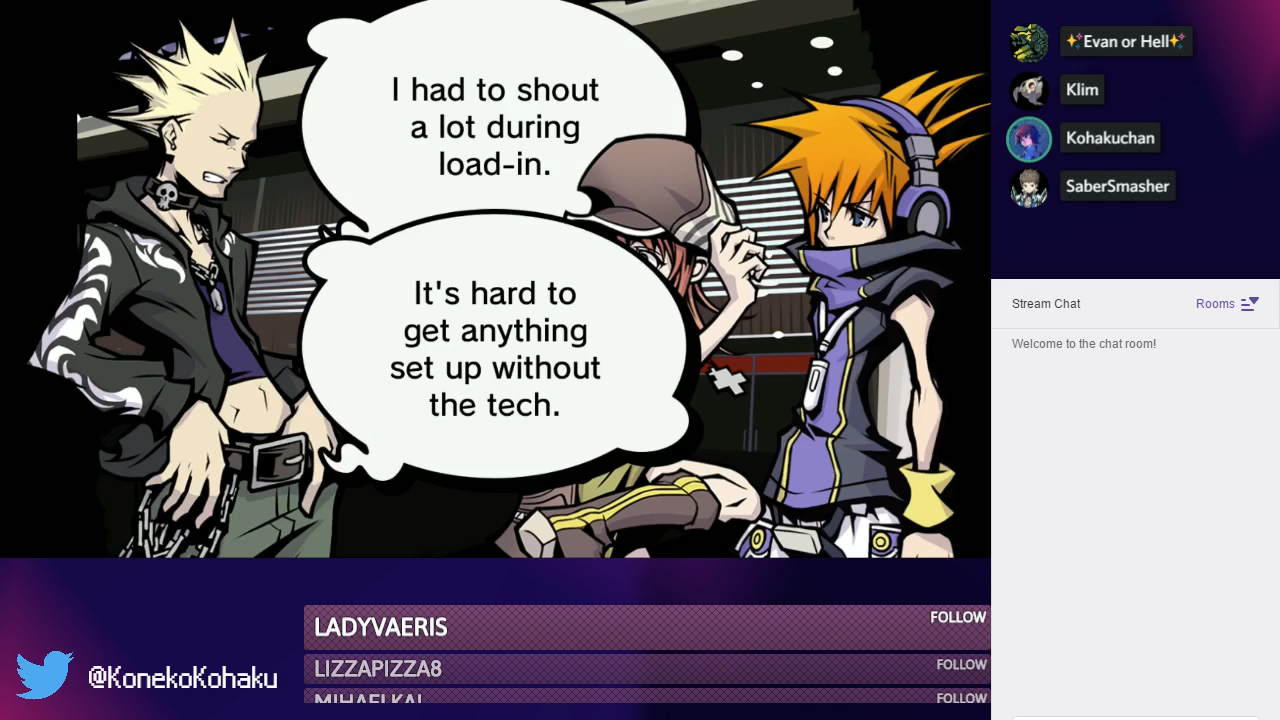 I had to shout
a lot during
load-in.
It's hard to
get anything
set up without
the tech.
✨Evan or Hell✨
Klim
Kohakuchan
SaberSmasher
Stream Chat
Rooms
Welcome to the chat room!
LADYVAERIS
FOLLOW
LIZZAPIZZA8
FOLLOW
FOLLOW
@KonekoKohaku